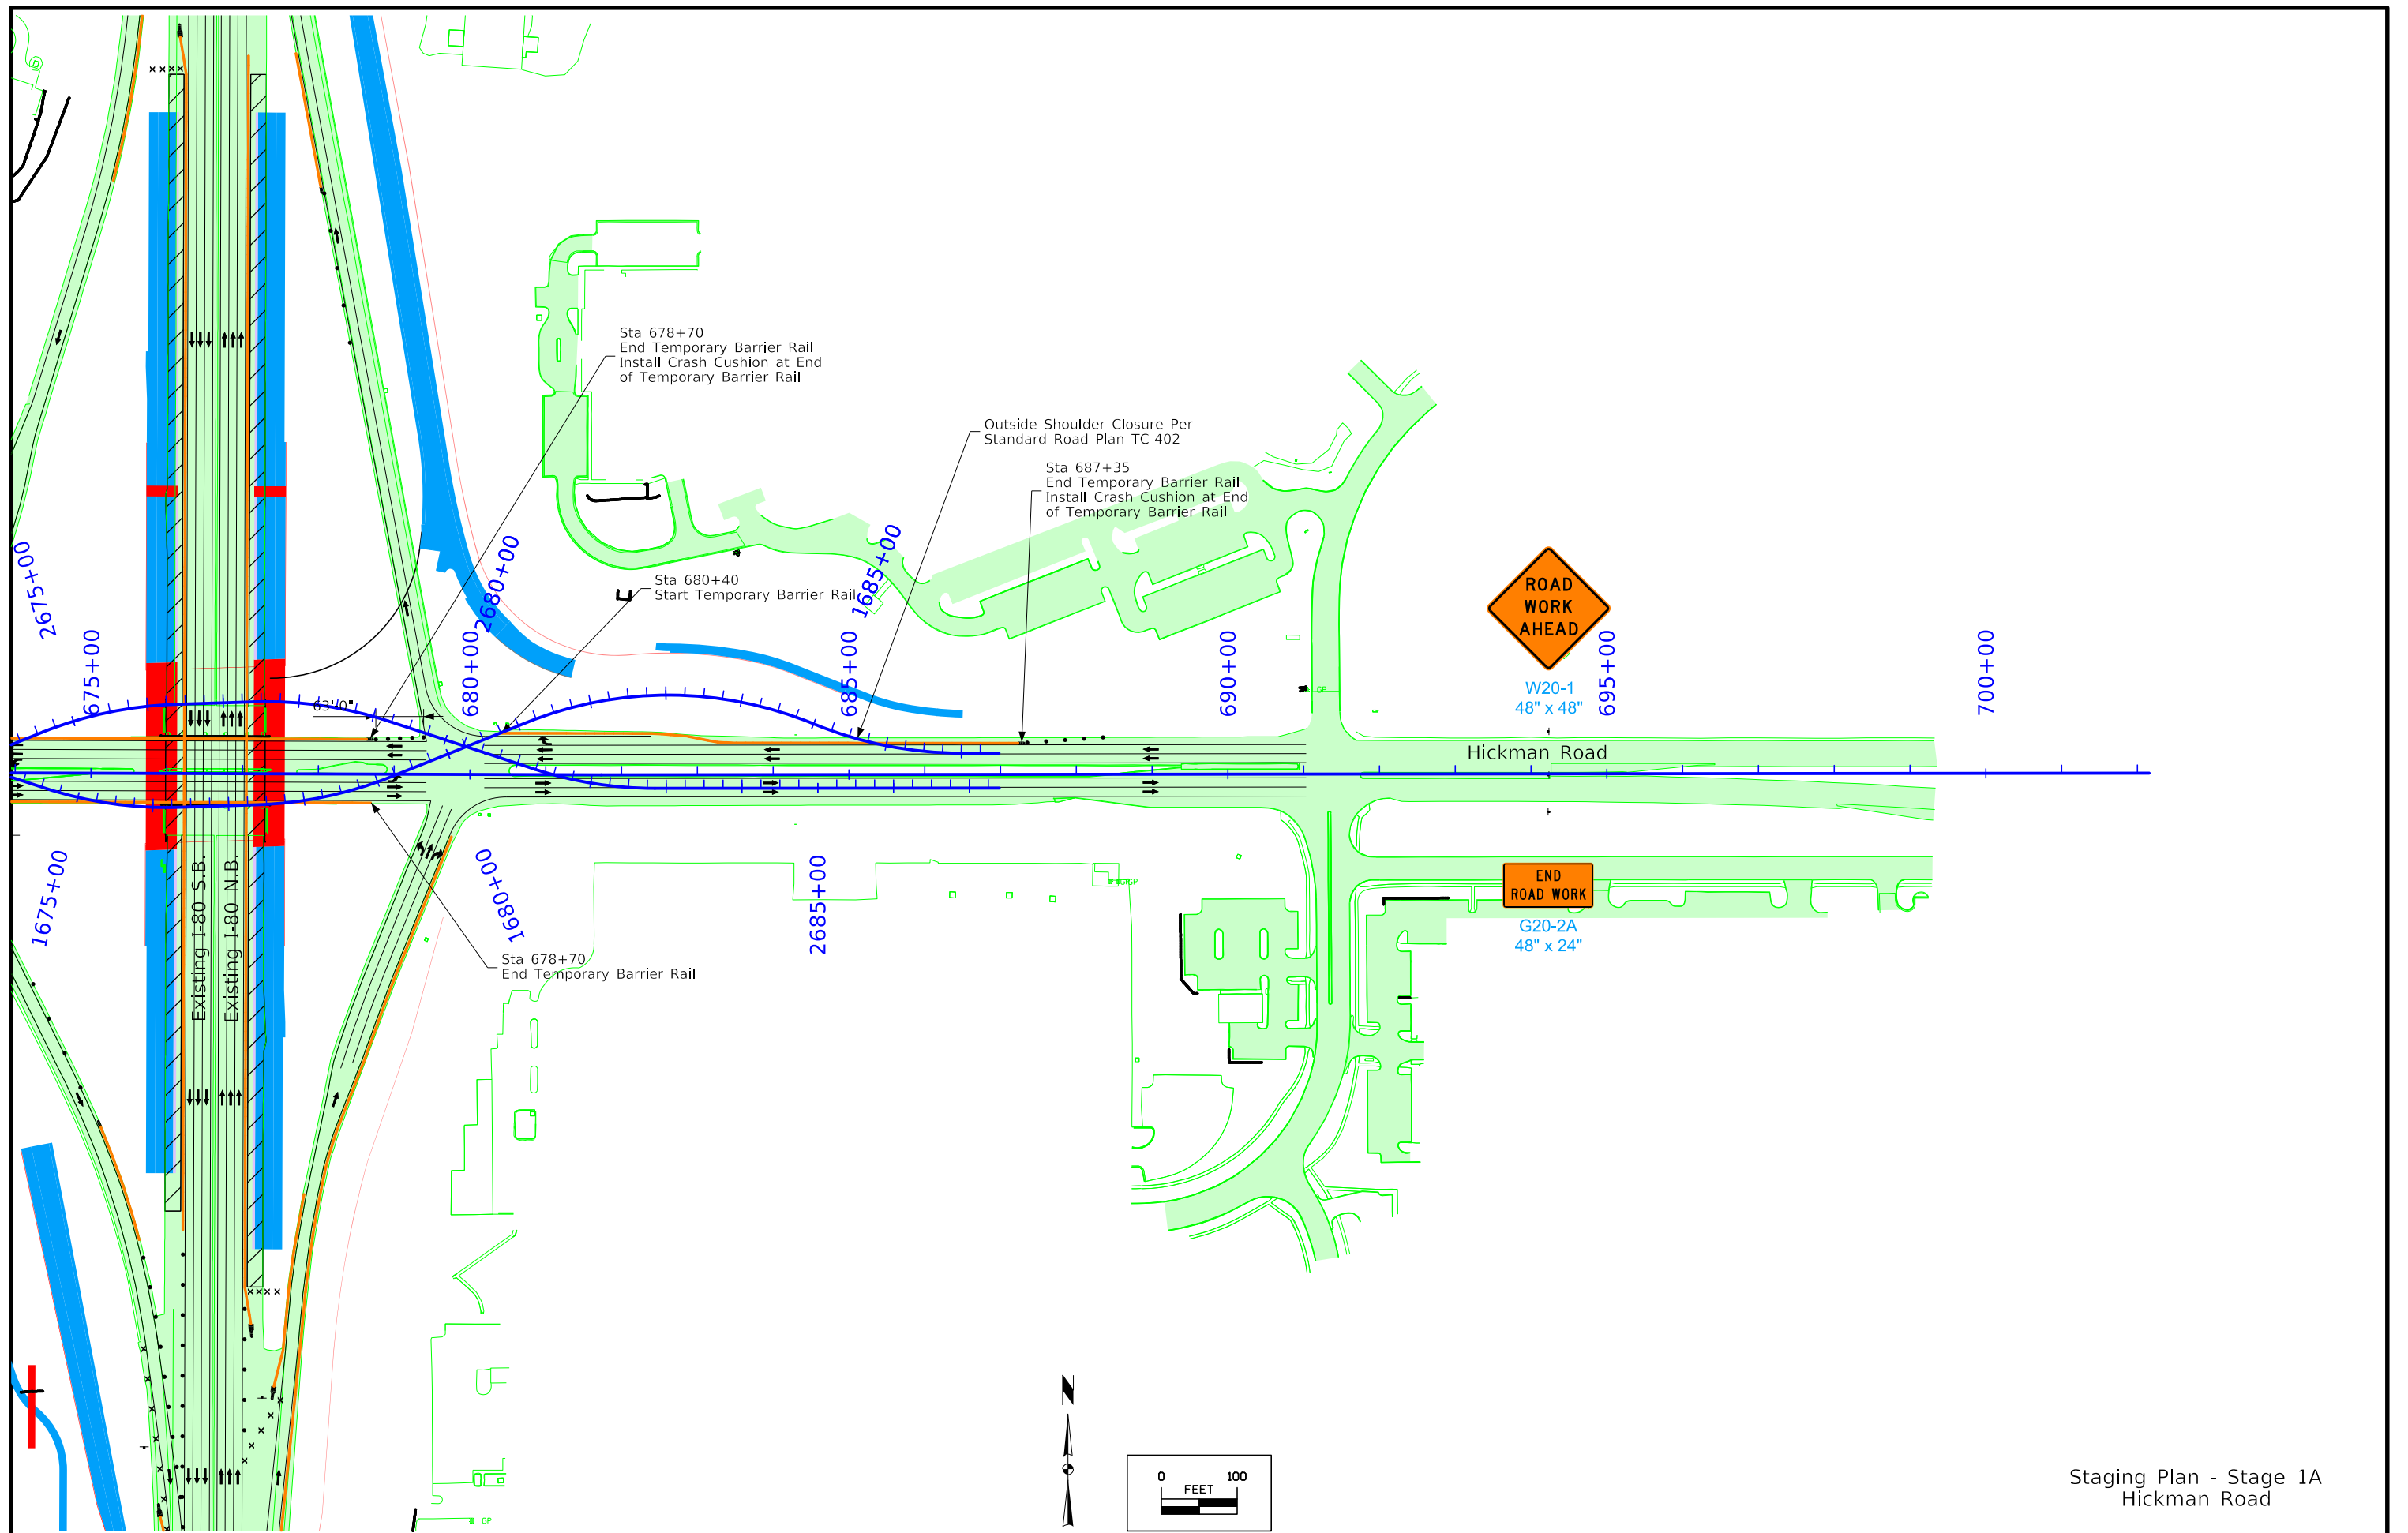 Sta 678+70
End Temporary Barrier Rail
Install Crash Cushion at End
of Temporary Barrier Rail
Outside Shoulder Closure Per
Standard Road Plan TC-402
Sta 687+35
End Temporary Barrier Rail
Install Crash Cushion at End
of Temporary Barrier Rail
Sta 680+40
Start Temporary Barrier Rail
2675+00
675+00
2680+00
680+00
1685+00
685+00
690+00
695+00
700+00
ROAD
WORK
AHEAD
W20-1
48" x 48"
GP
63'0"
Hickman Road
1675+00
Existing I-80 S.B.
Existing I-80 N.B.
1680+00
2685+00
Sta 678+70
End Temporary Barrier Rail
END
ROAD WORK
G20-2A
48" x 24"
GP
N
0 100
FEET
Staging Plan - Stage 1A
Hickman Road